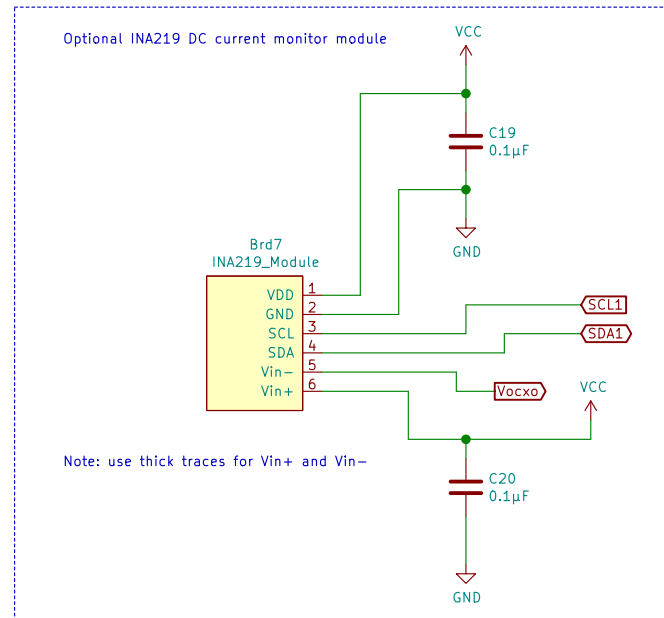 Optional INA219 DC current monitor module
VCC
C19
0.1µF
GND
Brd7
INA219_Module
VDD 1
GND 2
SCL 3
SDA 4
Vin− 5
Vin+ 6
SCL1
SDA1
Vocxo
VCC
Note: use thick traces for Vin+ and Vin−
C20
0.1µF
GND